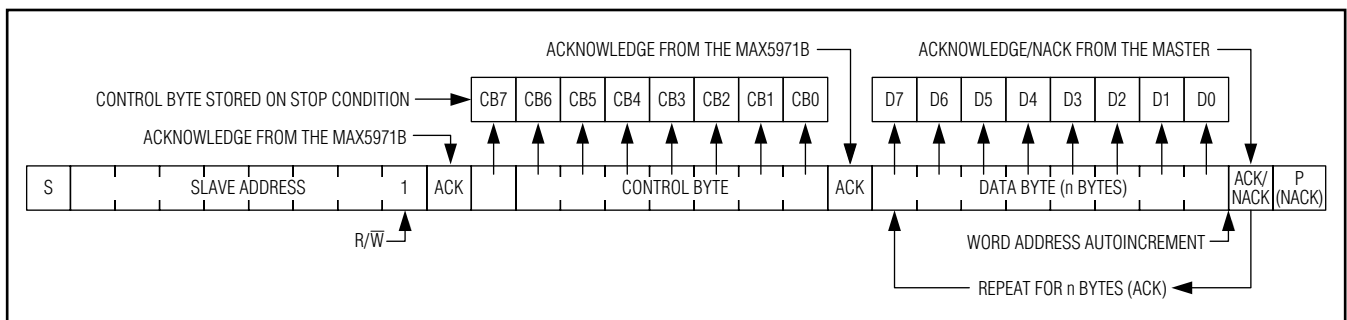 ACKNOWLEDGE FROM THE MAX5971B ACKNOWLEDGE/NACK FROM THE MASTER
CONTROL BYTE STORED ON STOP CONDITION CB7 CB6 CB5 CB4 CB3 CB2 CB1 CB0 D7 D6 D5 D4 D3 D2 D1 D0
ACKNOWLEDGE FROM THE MAX5971B
S SLAVE ADDRESS 1 ACK CONTROL BYTE ACK DATA BYTE (n BYTES) ACK/ P
NACK (NACK)
R/W̅ WORD ADDRESS AUTOINCREMENT
REPEAT FOR n BYTES (ACK)